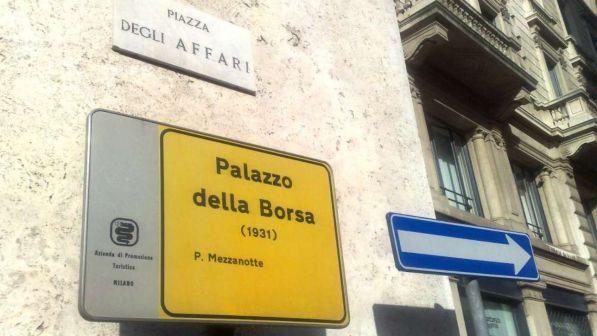 PIAZZA
DEGLI AFFARI
Palazzo
della Borsa
(1931)
P. Mezzanotte
Azienda di Promozione
Turistica
MILANO